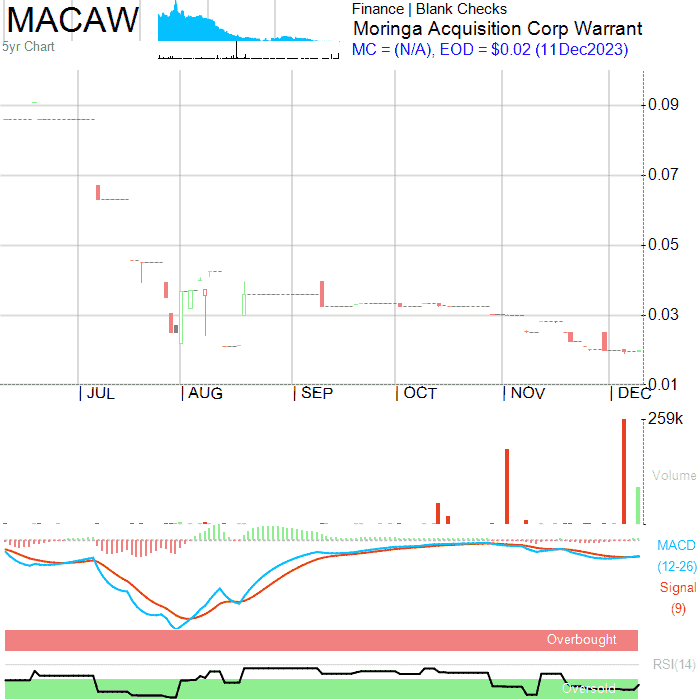 MACAW
5yr Chart
Finance | Blank Checks
Moringa Acquisition Corp Warrant
MC = (N/A), EOD = $0.02 (11Dec2023)
0.09
0.07
0.05
0.03
0.01
| JUL | AUG | SEP | OCT | NOV | DEC
259k
Volume
MACD
(12-26)
Signal
(9)
Overbought
RSI(14)
Oversold